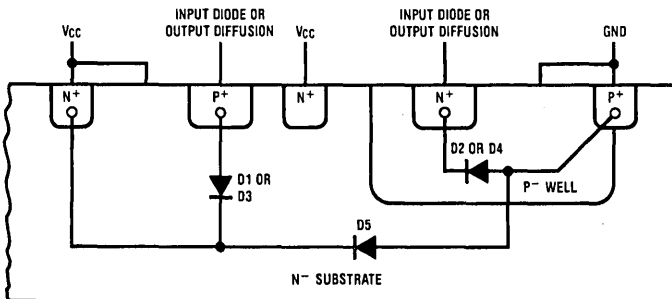 INPUT DIODE OR
OUTPUT DIFFUSION
INPUT DIODE OR
OUTPUT DIFFUSION
VCC
VCC
GND
N+
P+
N+
N+
P+
D1 OR
D3
D2 OR D4
P− WELL
D5
N− SUBSTRATE